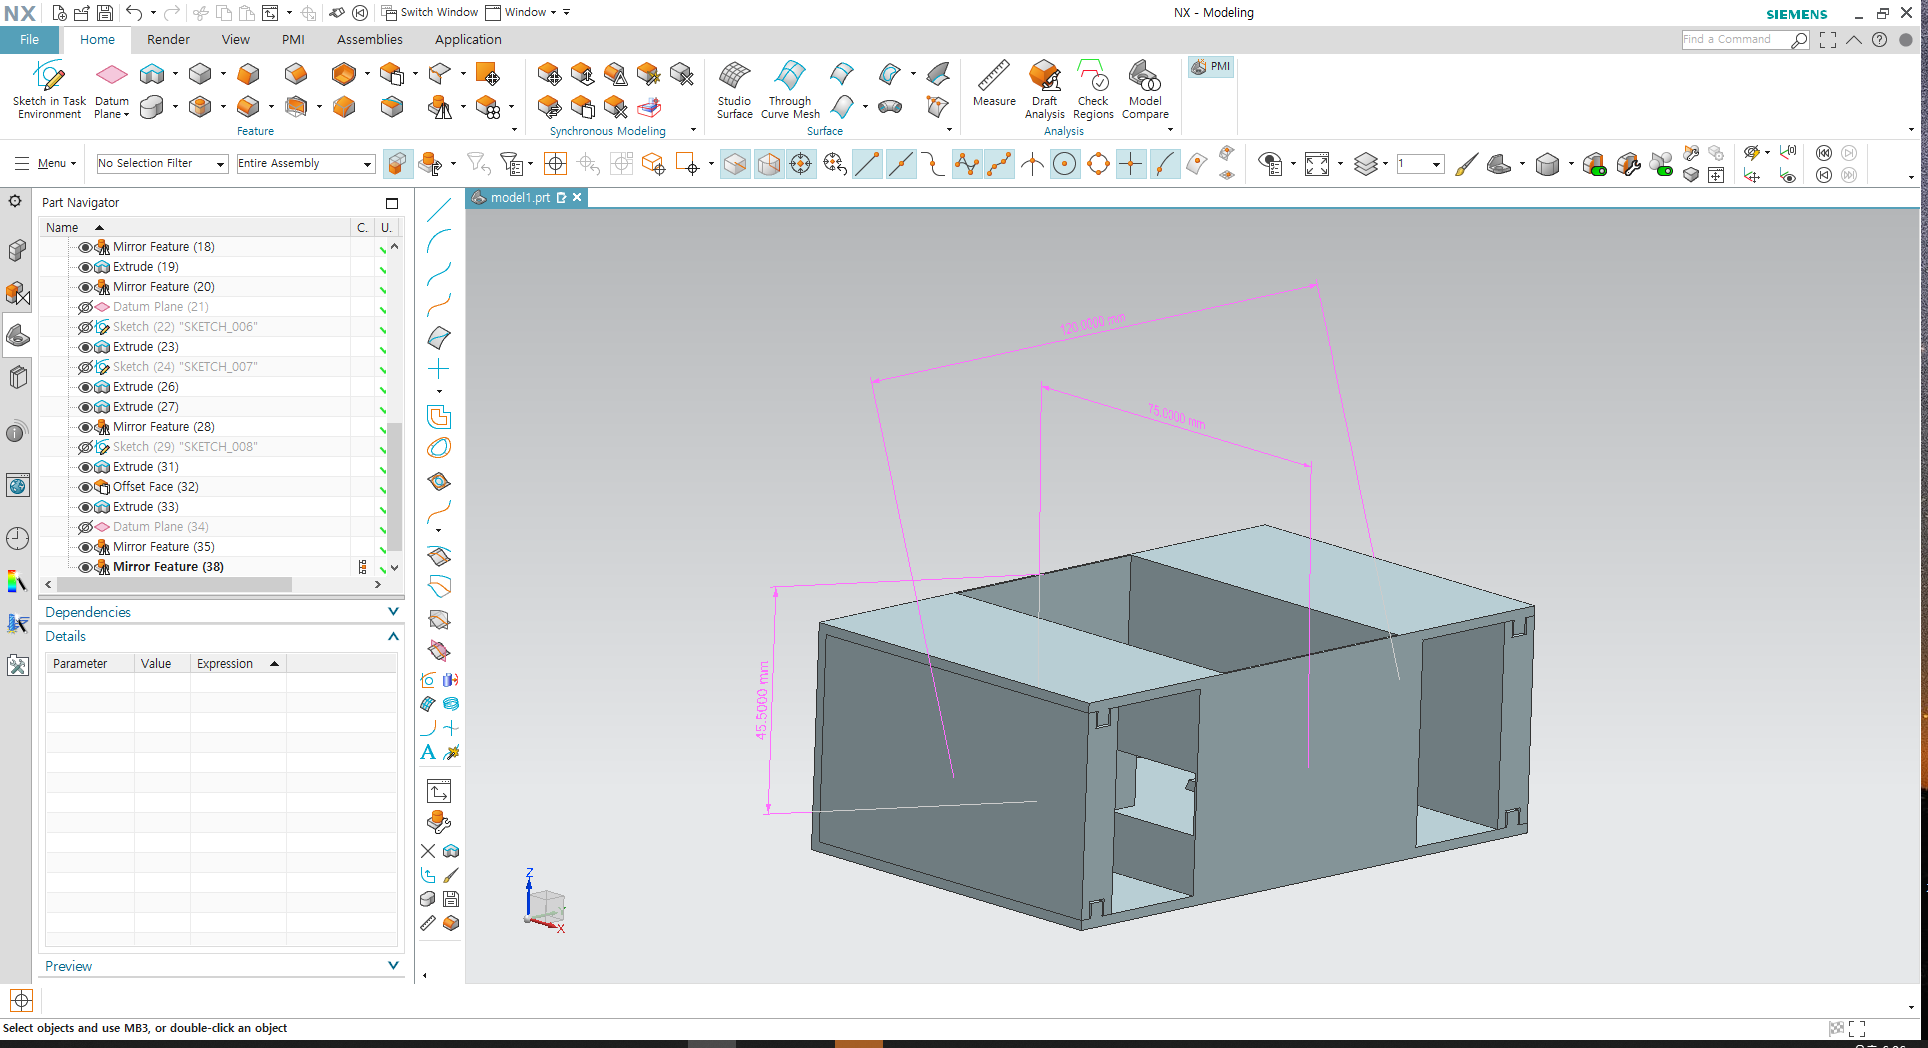 NX
Switch Window
Window
NX - Modeling
SIEMENS
File
Home
Render
View
PMI
Assemblies
Application
Find a Command
Sketch in Task
Environment
Datum
Plane
Studio
Surface
Through
Curve Mesh
Measure
Draft
Analysis
Check
Regions
Model
Compare
PMI
Feature
Synchronous Modeling
Surface
Analysis
Menu
No Selection Filter
Entire Assembly
1
Part Navigator
model1.prt
Name
C.
U.
Mirror Feature (18)
Extrude (19)
Mirror Feature (20)
Datum Plane (21)
Sketch (22) "SKETCH_006"
Extrude (23)
Sketch (24) "SKETCH_007"
Extrude (26)
Extrude (27)
Mirror Feature (28)
Sketch (29) "SKETCH_008"
Extrude (31)
Offset Face (32)
Extrude (33)
Datum Plane (34)
Mirror Feature (35)
Mirror Feature (38)
Dependencies
Details
Parameter
Value
Expression
Preview
120.0000 mm
75.0000 mm
45.5000 mm
Z
Y
X
A
Select objects and use MB3, or double-click an object